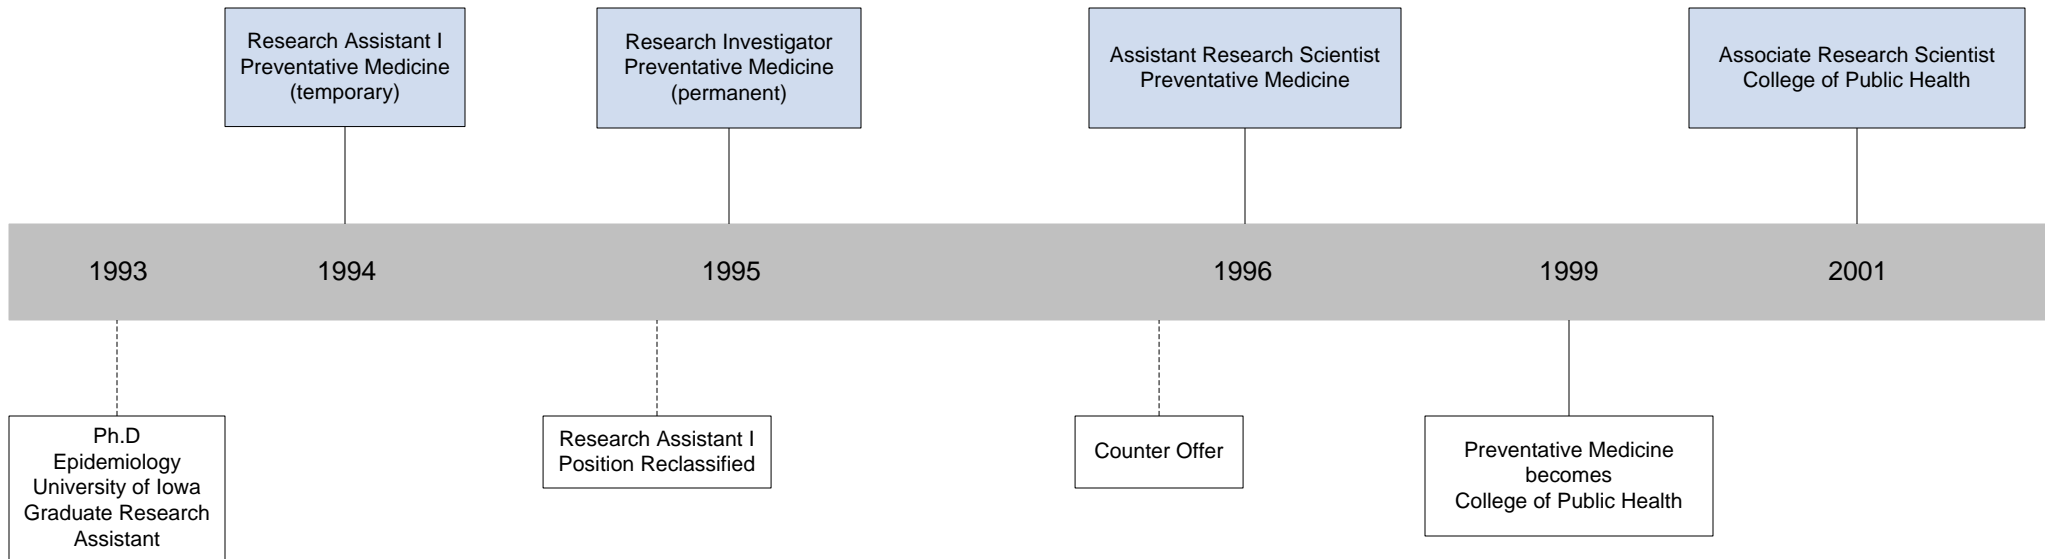 Research Assistant I
Preventative Medicine
(temporary)
Research Investigator
Preventative Medicine
(permanent)
Assistant Research Scientist
Preventative Medicine
Associate Research Scientist
College of Public Health
1993
1994
1995
1996
1999
2001
Ph.D
Epidemiology
University of Iowa
Graduate Research
Assistant
Research Assistant I
Position Reclassified
Counter Offer
Preventative Medicine
becomes
College of Public Health